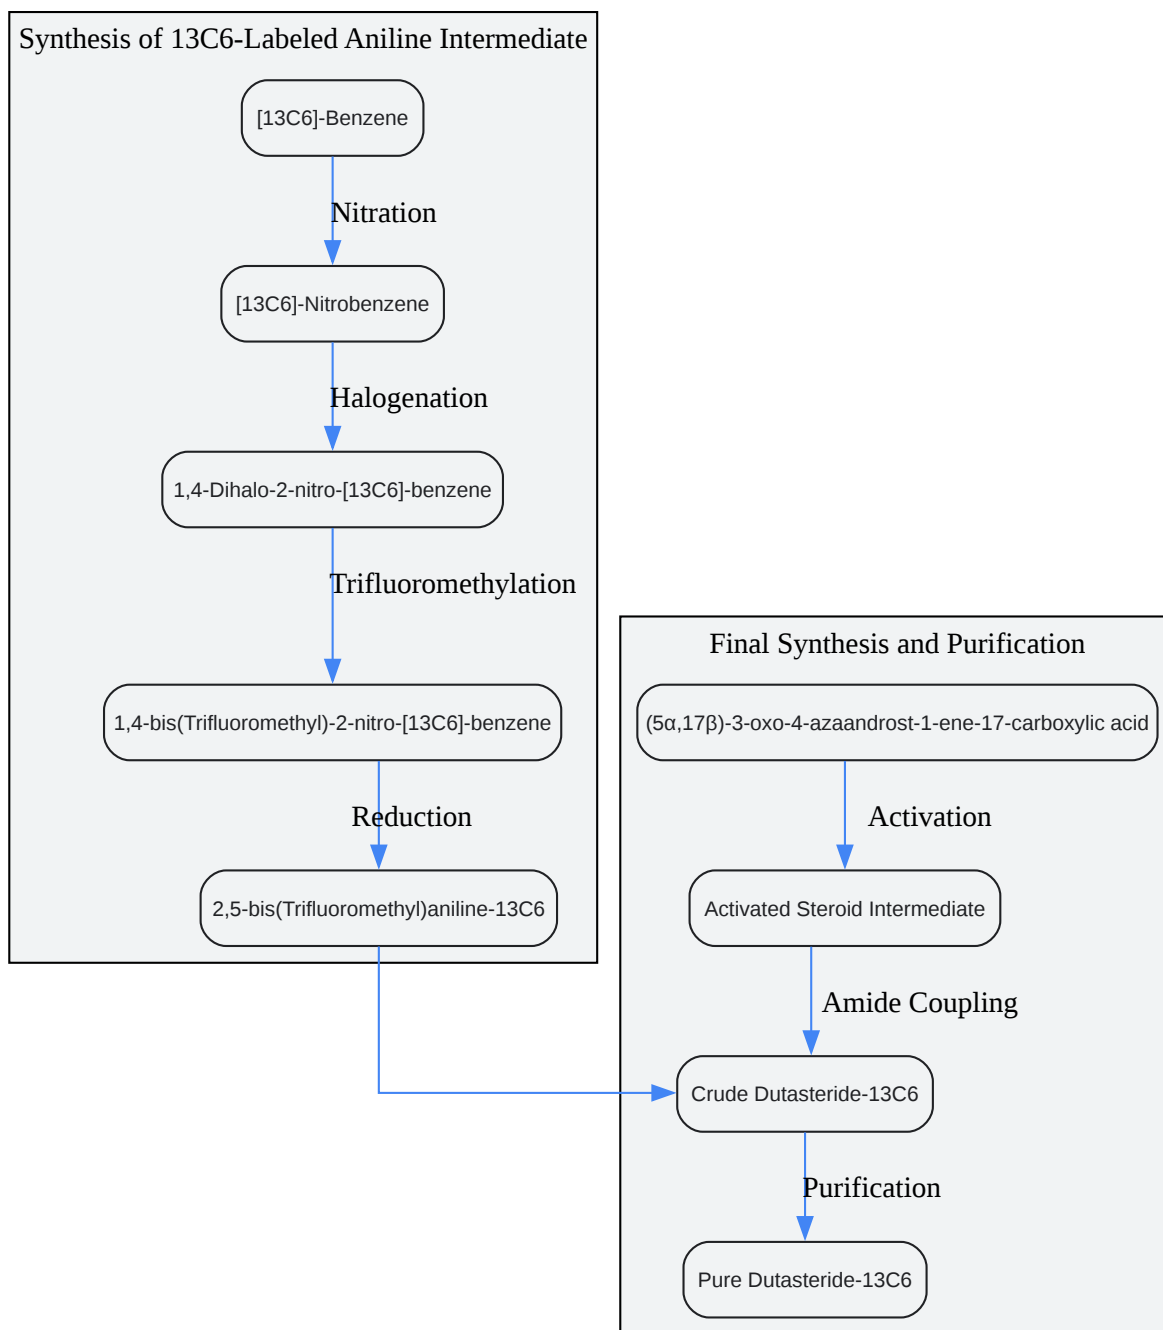 Synthesis of 13C6-Labeled Aniline Intermediate
[13C6]-Benzene
Nitration
[13C6]-Nitrobenzene
Halogenation
1,4-Dihalo-2-nitro-[13C6]-benzene
Trifluoromethylation
1,4-bis(Trifluoromethyl)-2-nitro-[13C6]-benzene
Reduction
2,5-bis(Trifluoromethyl)aniline-13C6
Final Synthesis and Purification
(5α,17β)-3-oxo-4-azaandrost-1-ene-17-carboxylic acid
Activation
Activated Steroid Intermediate
Amide Coupling
Crude Dutasteride-13C6
Purification
Pure Dutasteride-13C6